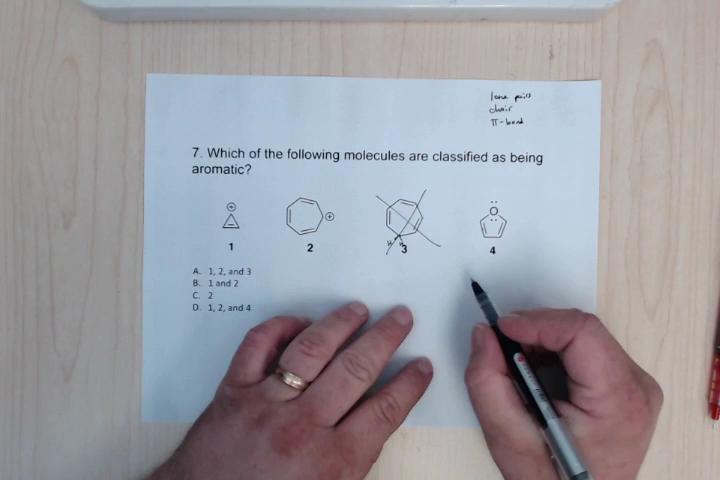 lone pairs
chair
π-bond
7. Which of the following molecules are classified as being
aromatic?
⊕
⊕
H
H
:O:
1
2
3
4
A. 1, 2, and 3
B. 1 and 2
C. 2
D. 1, 2, and 4